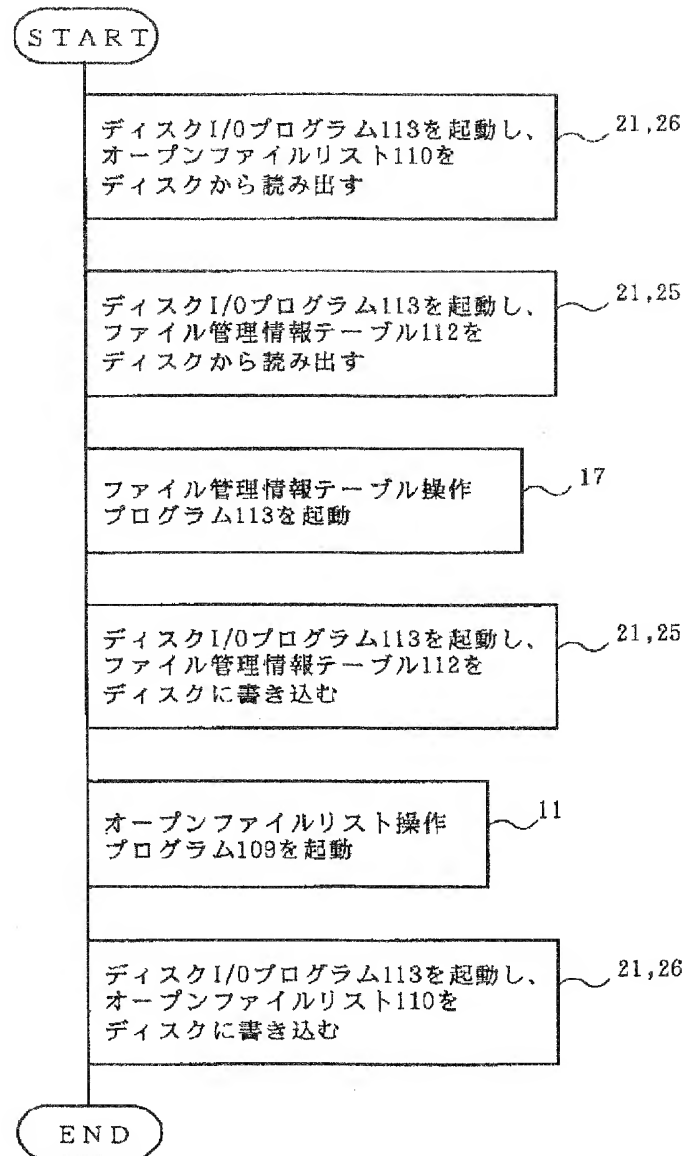 START
ディスクI/Oプログラム113を起動し、
オープンファイルリスト110を
ディスクから読み出す
21,26
ディスクI/Oプログラム113を起動し、
ファイル管理情報テーブル112を
ディスクから読み出す
21,25
ファイル管理情報テーブル操作
プログラム113を起動
17
ディスクI/Oプログラム113を起動し、
ファイル管理情報テーブル112を
ディスクに書き込む
21,25
オープンファイルリスト操作
プログラム109を起動
11
ディスクI/Oプログラム113を起動し、
オープンファイルリスト110を
ディスクに書き込む
21,26
END